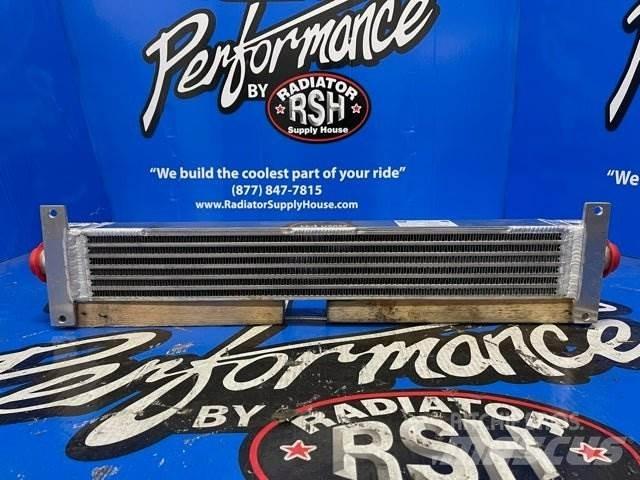 Performance
BY
RADIATOR
RSH
Supply House
"We build the coolest part of your ride"
(877) 847-7815
www.RadiatorSupplyHouse.com
Performance
BY
RADIATOR
RSH
MASCUS